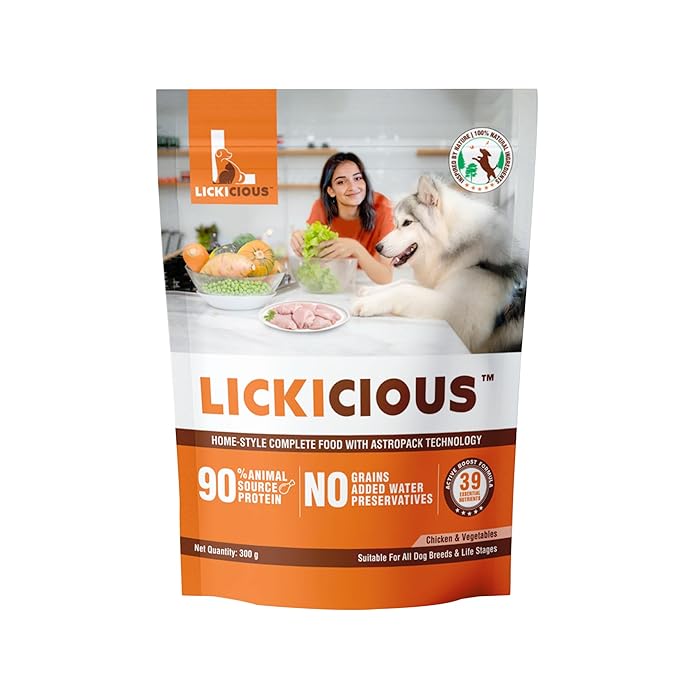 L
LICKICIOUS™
INSPIRED BY NATURE | 100% NATURAL INGREDIENTS
LICKICIOUS™
HOME-STYLE COMPLETE FOOD WITH ASTROPACK TECHNOLOGY
90% ANIMAL
SOURCE
PROTEIN
NO GRAINS
ADDED WATER
PRESERVATIVES
ACTIVE BOOST FORMULA
39
ESSENTIAL
NUTRIENTS
Chicken & Vegetables
Net Quantity: 300 g
Suitable For All Dog Breeds & Life Stages